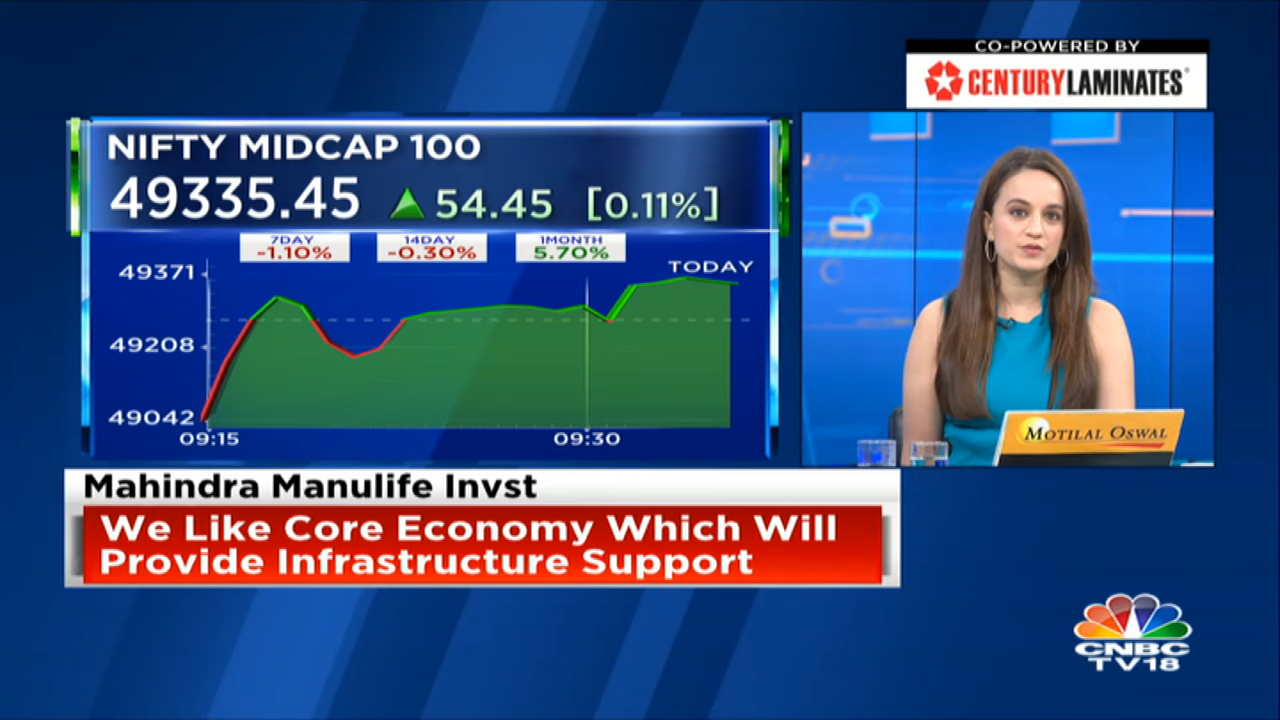 CO-POWERED BY
CENTURYLAMINATES
NIFTY MIDCAP 100
49335.45 ▲ 54.45 [0.11%]
7DAY 14DAY 1MONTH
-1.10% -0.30% 5.70%
TODAY
49371
49208
49042
09:15 09:30
MOTILAL OSWAL
Mahindra Manulife Invst
We Like Core Economy Which Will
Provide Infrastructure Support
CNBC
TV18